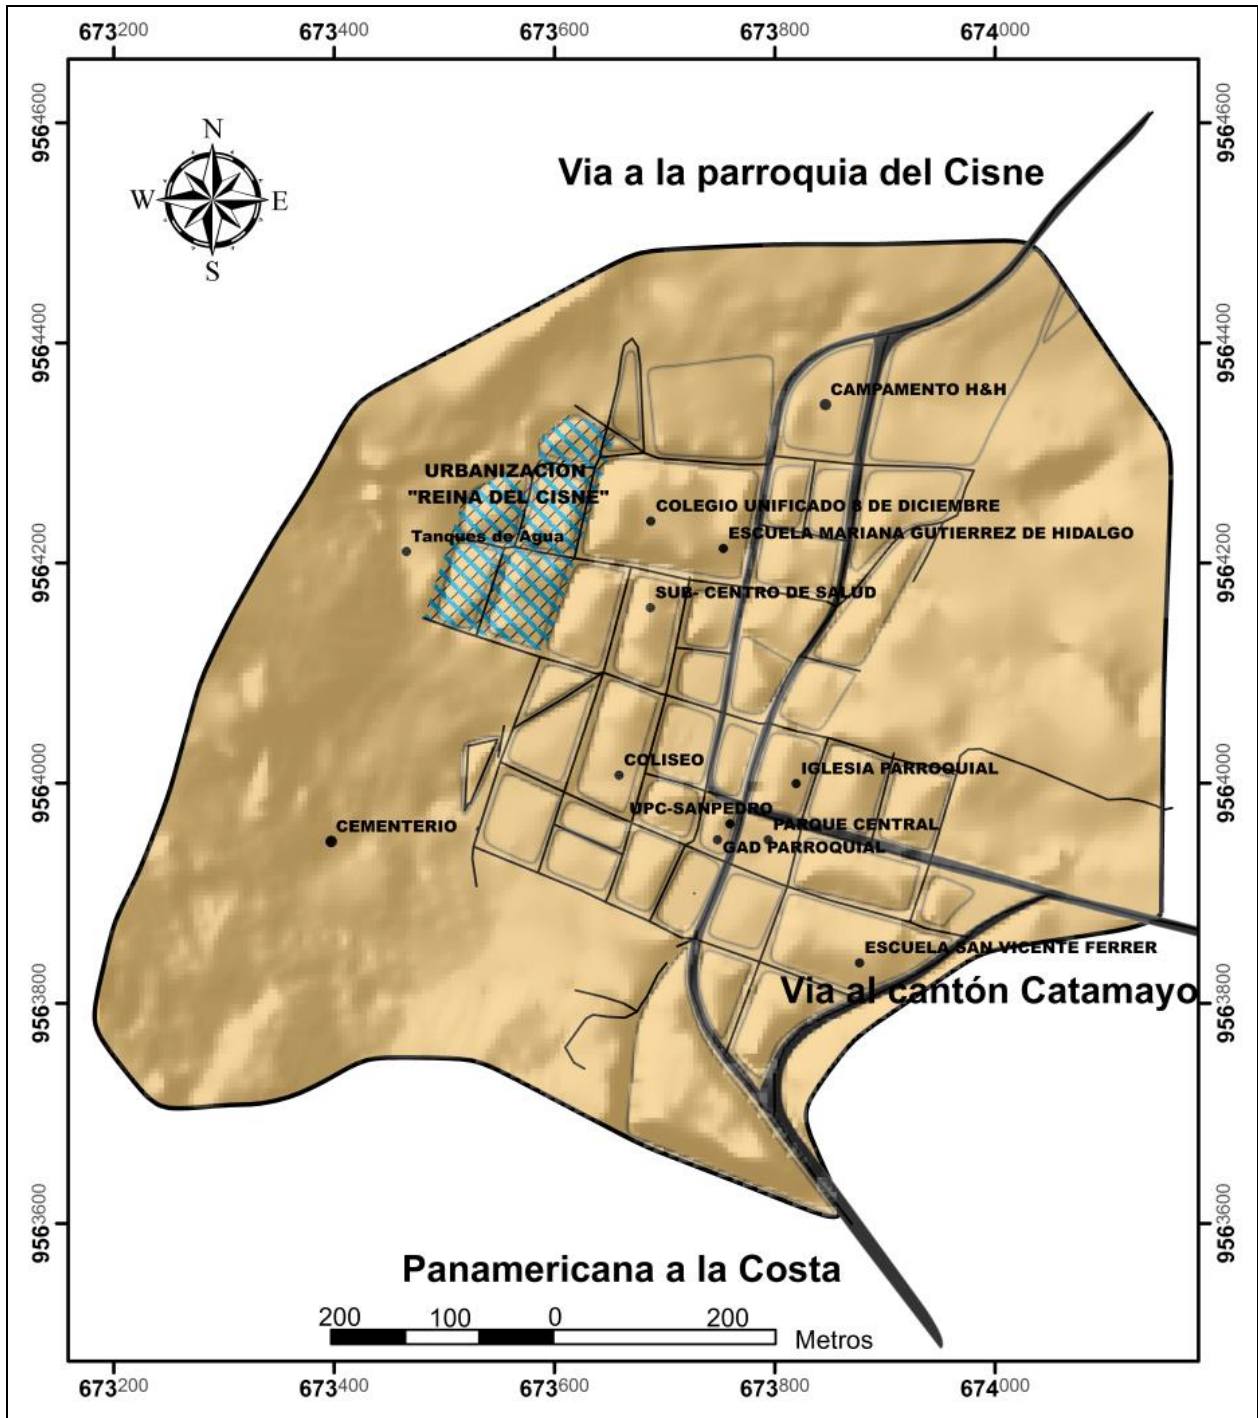 673200 673400 673600 673800 674000
9564600 9564600
N
W E
S
Via a la parroquia del Cisne
9564400 9564400
CAMPAMENTO H&H
URBANIZACIÓN
"REINA DEL CISNE"
COLEGIO UNIFICADO 8 DE DICIEMBRE
ESCUELA MARIANA GUTIERREZ DE HIDALGO
Tanques de Agua
9564200 9564200
SUB- CENTRO DE SALUD
COLISEO
IGLESIA PARROQUIAL
9564000 9564000
UPC-SANPEDRO
PARQUE CENTRAL
CEMENTERIO
GAD PARROQUIAL
ESCUELA SAN VICENTE FERRER
Via al cantón Catamayo
9563800 9563800
9563600 9563600
Panamericana a la Costa
200 100 0 200
Metros
673200 673400 673600 673800 674000